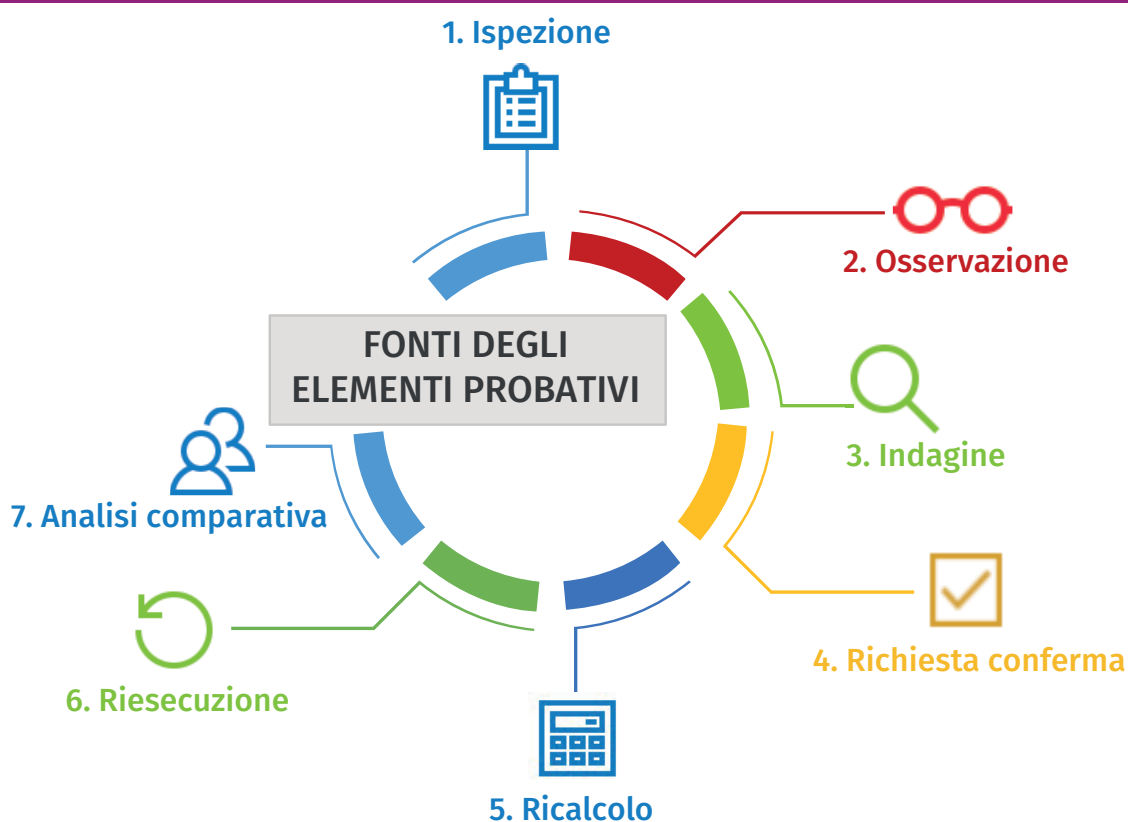 1. Ispezione
2. Osservazione
FONTI DEGLI
ELEMENTI PROBATIVI
3. Indagine
7. Analisi comparativa
4. Richiesta conferma
6. Riesecuzione
5. Ricalcolo